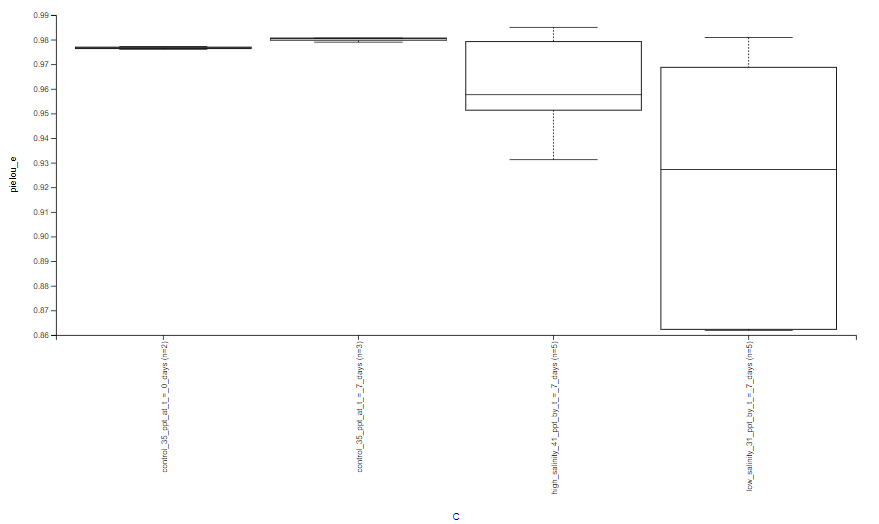 0.99
0.98
0.97
0.96
0.95
0.94
0.93
0.92
0.91
0.90
0.89
0.88
0.87
0.86
pielou_e
control_35_ppt_at_t_=_0_days (n=2)
control_35_ppt_at_t_=_7_days (n=3)
high_salinity_41_ppt_by_t_=_7_days (n=5)
low_salinity_31_ppt_by_t_=_7_days (n=5)
C